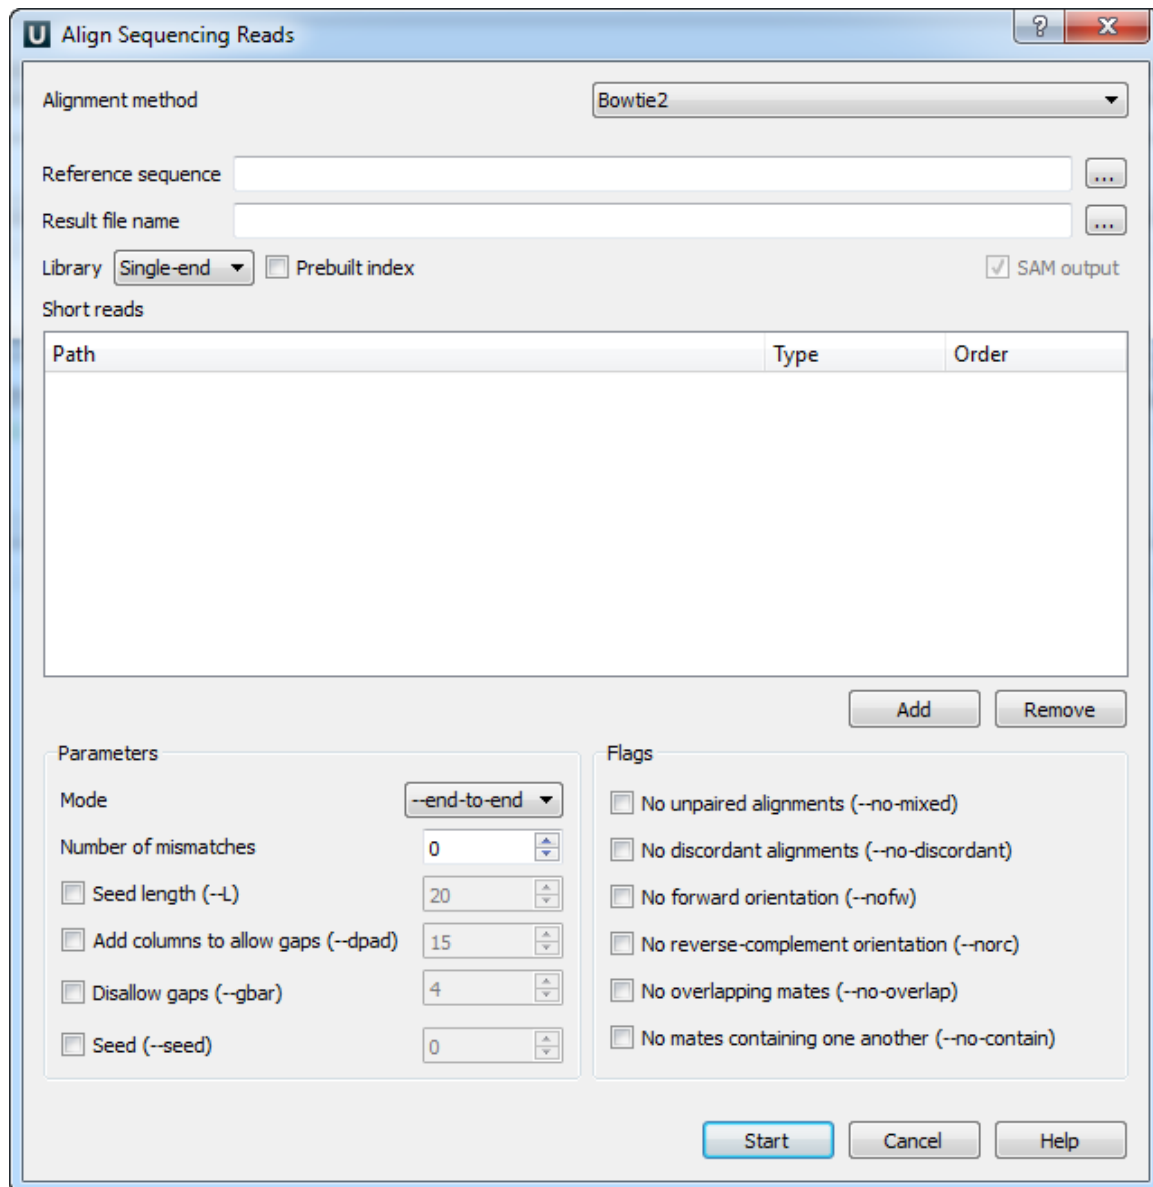 U Align Sequencing Reads ? X
Alignment method Bowtie2
Reference sequence ...
Result file name ...
Library Single-end Prebuilt index SAM output
Short reads
Path Type Order
Add Remove
Parameters
Mode --end-to-end
Number of mismatches 0
Seed length (--L) 20
Add columns to allow gaps (--dpad) 15
Disallow gaps (--gbar) 4
Seed (--seed) 0
Flags
No unpaired alignments (--no-mixed)
No discordant alignments (--no-discordant)
No forward orientation (--nofw)
No reverse-complement orientation (--norc)
No overlapping mates (--no-overlap)
No mates containing one another (--no-contain)
Start Cancel Help